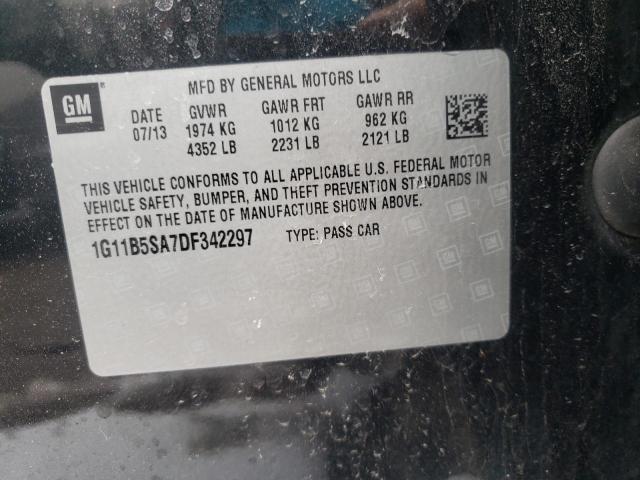 GM
MFD BY GENERAL MOTORS LLC
DATE GVWR GAWR FRT GAWR RR
07/13 1974 KG 1012 KG 962 KG
4352 LB 2231 LB 2121 LB
THIS VEHICLE CONFORMS TO ALL APPLICABLE U.S. FEDERAL MOTOR
VEHICLE SAFETY, BUMPER, AND THEFT PREVENTION STANDARDS IN
EFFECT ON THE DATE OF MANUFACTURE SHOWN ABOVE.
1G11B5SA7DF342297 TYPE: PASS CAR